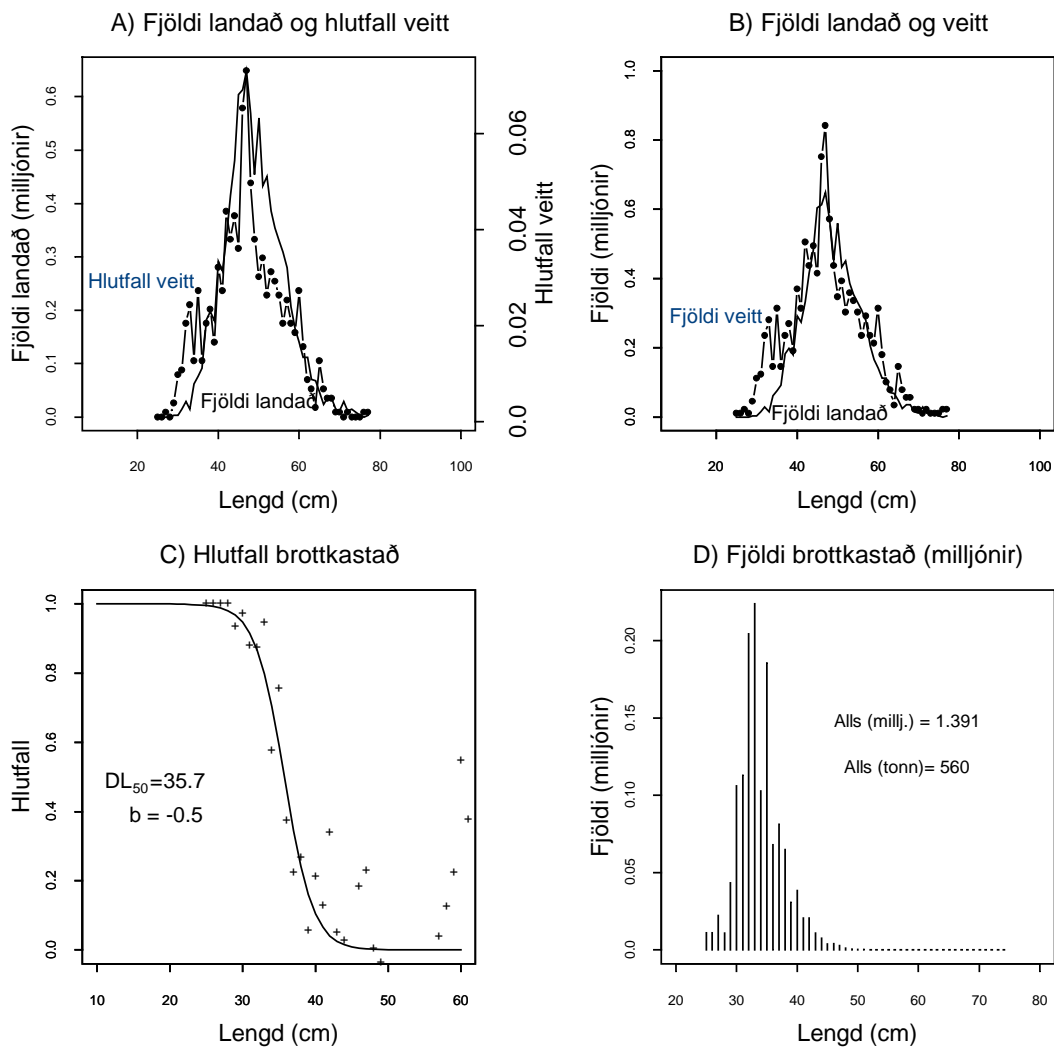 A) Fjöldi landað og hlutfall veitt
Fjöldi landað (milljónir)
0.0 0.1 0.2 0.3 0.4 0.5 0.6
Hlutfall veitt
Fjöldi landað
0.0 0.02 0.04 0.06
Hlutfall veitt
20 40 60 80 100
Lengd (cm)
B) Fjöldi landað og veitt
Fjöldi (milljónir)
0.0 0.2 0.4 0.6 0.8 1.0
Fjöldi veitt
Fjöldi landað
20 40 60 80 100
Lengd (cm)
C) Hlutfall brottkastað
Hlutfall
0.0 0.2 0.4 0.6 0.8 1.0
DL50=35.7
b = -0.5
10 20 30 40 50 60
Lengd (cm)
D) Fjöldi brottkastað (milljónir)
Fjöldi (milljónir)
0.0 0.05 0.10 0.15 0.20
Alls (millj.) = 1.391
Alls (tonn)= 560
20 30 40 50 60 70 80
Lengd (cm)